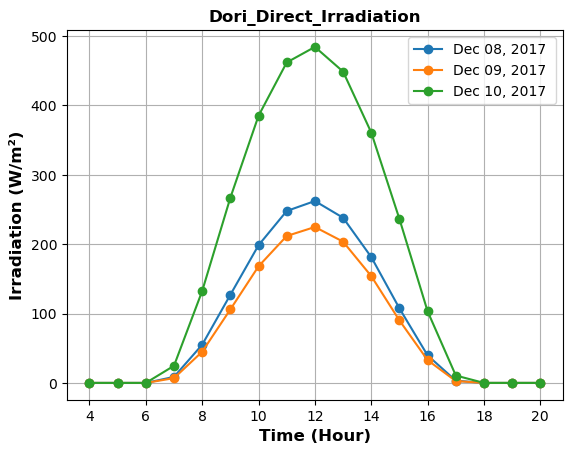 Dori_Direct_Irradiation
500
400
300
200
100
0
Irradiation (W/m²)
Dec 08, 2017
Dec 09, 2017
Dec 10, 2017
4 6 8 10 12 14 16 18 20
Time (Hour)